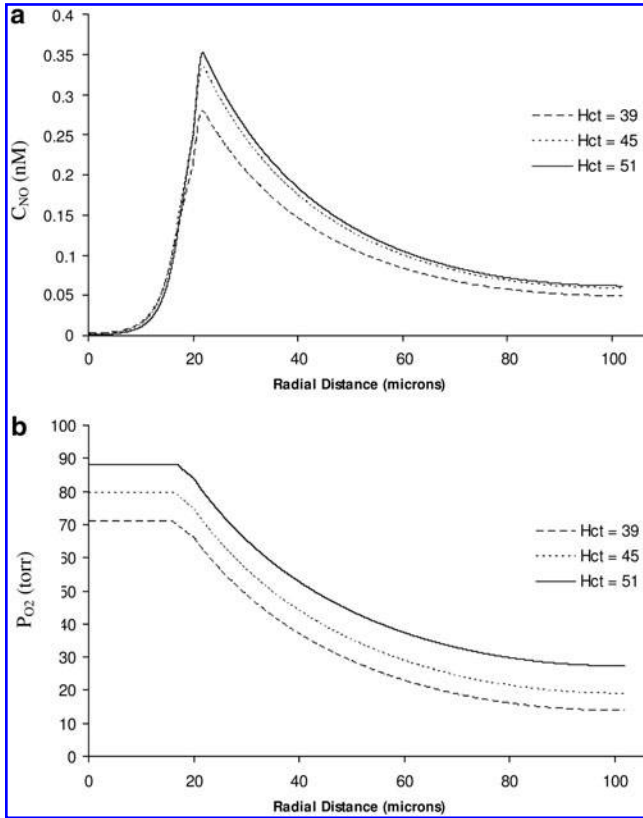 a
C_NO (nM)
0.4
0.35
0.3
0.25
0.2
0.15
0.1
0.05
0
0 20 40 60 80 100
Radial Distance (microns)
Hct = 39
Hct = 45
Hct = 51
b
P_O2 (torr)
100
90
80
70
60
50
40
30
20
10
0
0 20 40 60 80 100
Radial Distance (microns)
Hct = 39
Hct = 45
Hct = 51